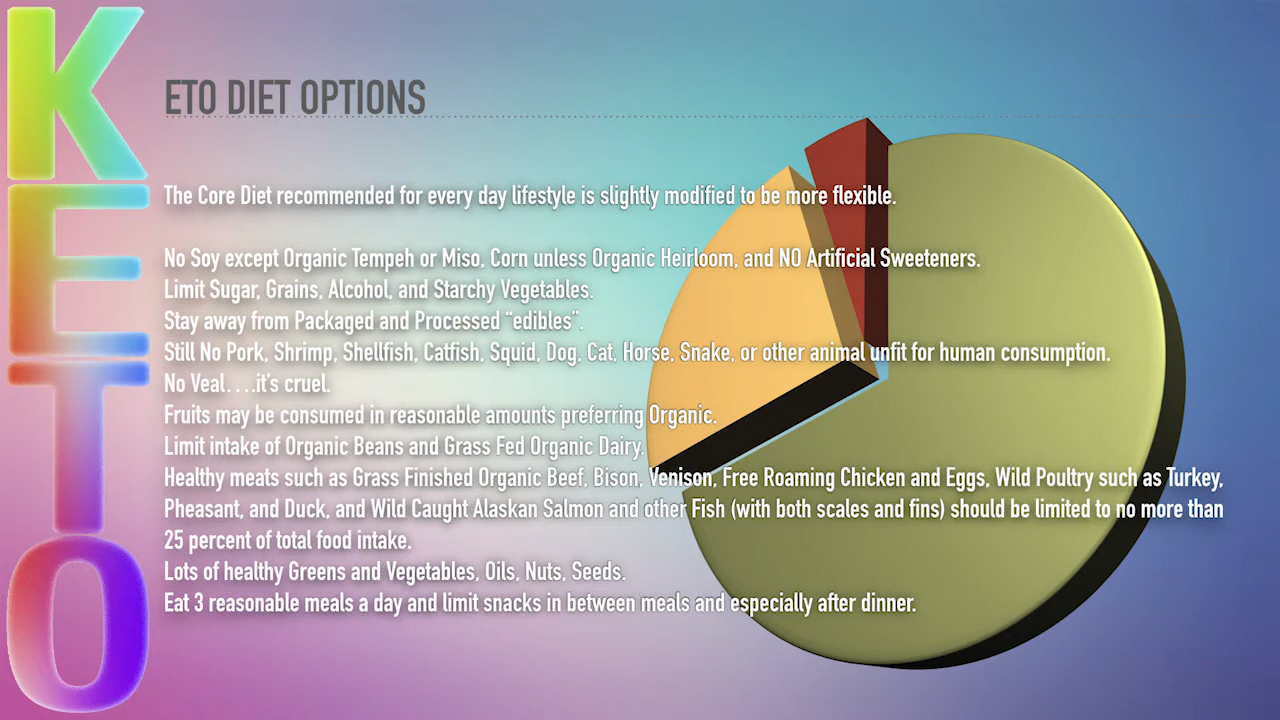 KETO
ETO DIET OPTIONS
The Core Diet recommended for every day lifestyle is slightly modified to be more flexible.
No Soy except Organic Tempeh or Miso, Corn unless Organic Heirloom, and NO Artificial Sweeteners.
Limit Sugar, Grains, Alcohol, and Starchy Vegetables.
Stay away from Packaged and Processed “edibles”.
Still No Pork, Shrimp, Shellfish, Catfish, Squid, Dog, Cat, Horse, Snake, or other animal unfit for human consumption.
No Veal….it’s cruel.
Fruits may be consumed in reasonable amounts preferring Organic.
Limit intake of Organic Beans and Grass Fed Organic Dairy.
Healthy meats such as Grass Finished Organic Beef, Bison, Venison, Free Roaming Chicken and Eggs, Wild Poultry such as Turkey,
Pheasant, and Duck, and Wild Caught Alaskan Salmon and other Fish (with both scales and fins) should be limited to no more than
25 percent of total food intake.
Lots of healthy Greens and Vegetables, Oils, Nuts, Seeds.
Eat 3 reasonable meals a day and limit snacks in between meals and especially after dinner.